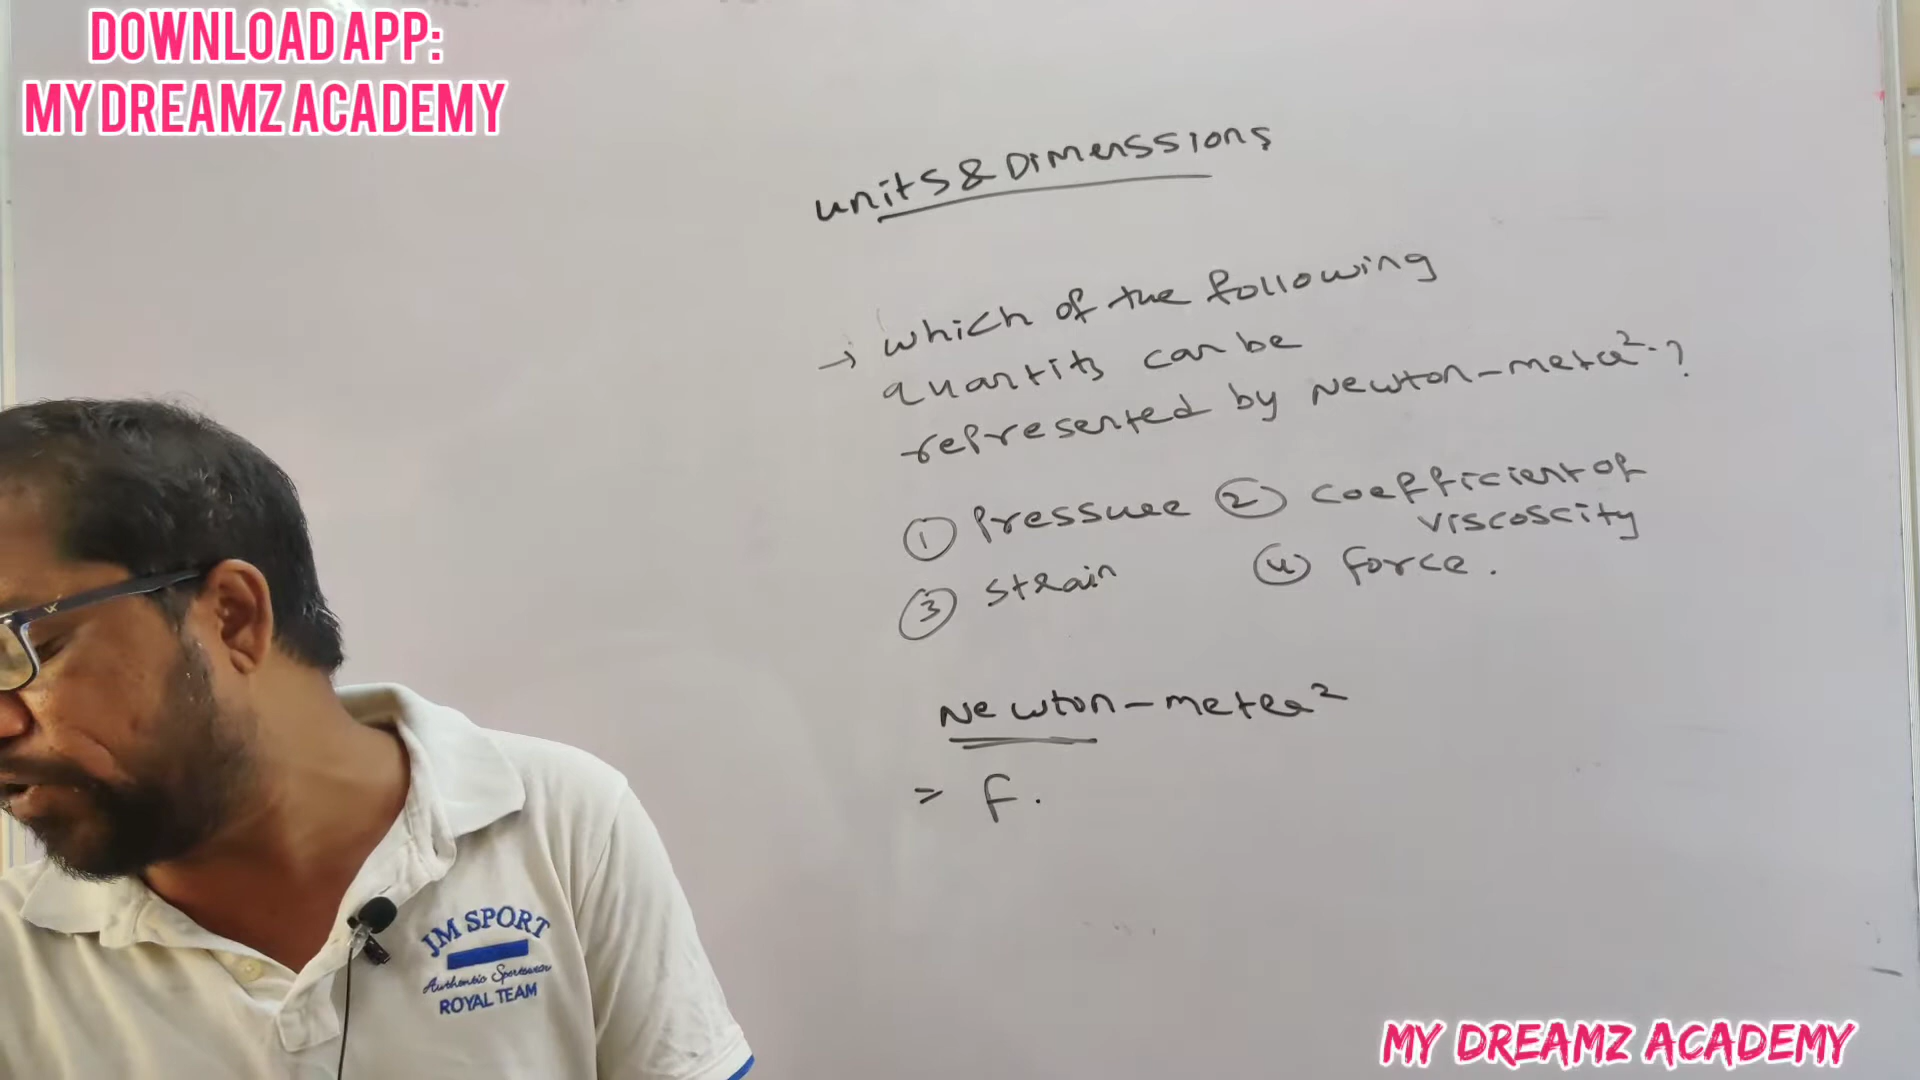 DOWNLOAD APP:
MY DREAMZ ACADEMY
units & Dimenssions
→ which of the following
quantity can be
represented by Newton-meter²-?
① Pressure ② coefficient of
viscoscity
③ strain ④ force.
Newton-meter²
= F.
JM SPORT
Authentic Sportswear
ROYAL TEAM
MY DREAMZ ACADEMY